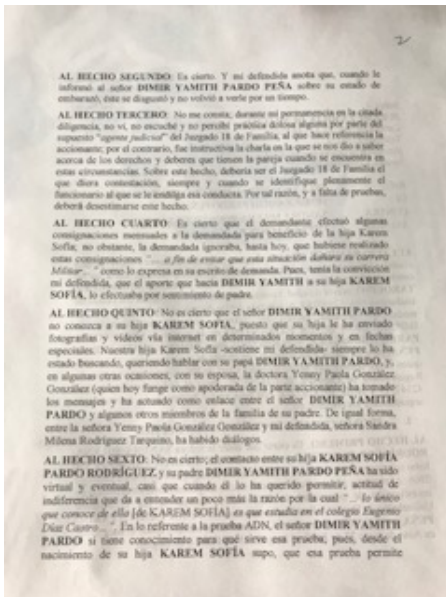 2
AL HECHO SEGUNDO: Es cierto. Y mi defendida anota que, cuando le
informó al señor DIMIR YAMITH PARDO PEÑA sobre su estado de
embarazo, éste se disgustó y no volvió a verle por un tiempo.
AL HECHO TERCERO: No me consta; durante mi permanencia en la citada
diligencia, no vi, no escuché y no percibí práctica dolosa alguna por parte del
supuesto "agente judicial" del Juzgado 18 de Familia, al que hace referencia la
accionante; por el contrario, fue instructiva la charla en la que se nos dio a saber
acerca de los derechos y deberes que tienen la pareja cuando se encuentra en
estas circunstancias. Sobre este hecho, debería ser el Juzgado 18 de Familia el
que diera contestación, siempre y cuando se identifique plenamente el
funcionario al que se le endilga esa conducta. Por tal razón, y a falta de pruebas,
deberá desestimarse este hecho.
AL HECHO CUARTO: Es cierto que el demandante efectuó algunas
consignaciones mensuales a la demandada para beneficio de la hija Karem
Sofía; no obstante, la demandada ignoraba, hasta hoy, que hubiese realizado
estas consignaciones "... a fin de evitar que esta situación dañara su carrera
Militar..." como lo expresa en su escrito de demanda. Pues, tenía la convicción
mi defendida, que el aporte que hacía DIMIR YAMITH a su hija KAREM
SOFÍA, lo efectuaba por sentimiento de padre.
AL HECHO QUINTO: No es cierto que el señor DIMIR YAMITH PARDO
no conozca a su hija KAREM SOFÍA, puesto que su hija le ha enviado
fotografías y videos vía internet en determinados momentos y en fechas
especiales. Nuestra hija Karem Sofía -sostiene mi defendida- siempre lo ha
estado buscando, queriendo hablar con su papá DIMIR YAMITH PARDO, y,
en algunas otras ocasiones, con su esposa, la doctora Yenny Paola González
González (quien hoy funge como apoderada de la parte accionante) ha tomado
los mensajes y ha actuado como enlace entre el señor DIMIR YAMITH
PARDO y algunos otros miembros de la familia de su padre. De igual forma,
entre la señora Yenny Paola González González y mi defendida, señora Sandra
Milena Rodríguez Tarquino, ha habido diálogos.
AL HECHO SEXTO: No es cierto; el contacto entre su hija KAREM SOFÍA
PARDO RODRÍGUEZ y su padre DIMIR YAMITH PARDO PEÑA ha sido
virtual y eventual, casi que cuando él lo ha querido permitir, actitud de
indiferencia que da a entender un poco más la razón por la cual "... lo único
que conoce de ella [de KAREM SOFÍA] es que estudia en el colegio Eugenio
Díaz Castro...". En lo referente a la prueba ADN, el señor DIMIR YAMITH
PARDO si tiene conocimiento para qué sirve esa prueba, pues, desde el
nacimiento de su hija KAREM SOFÍA supo, que esa prueba permite